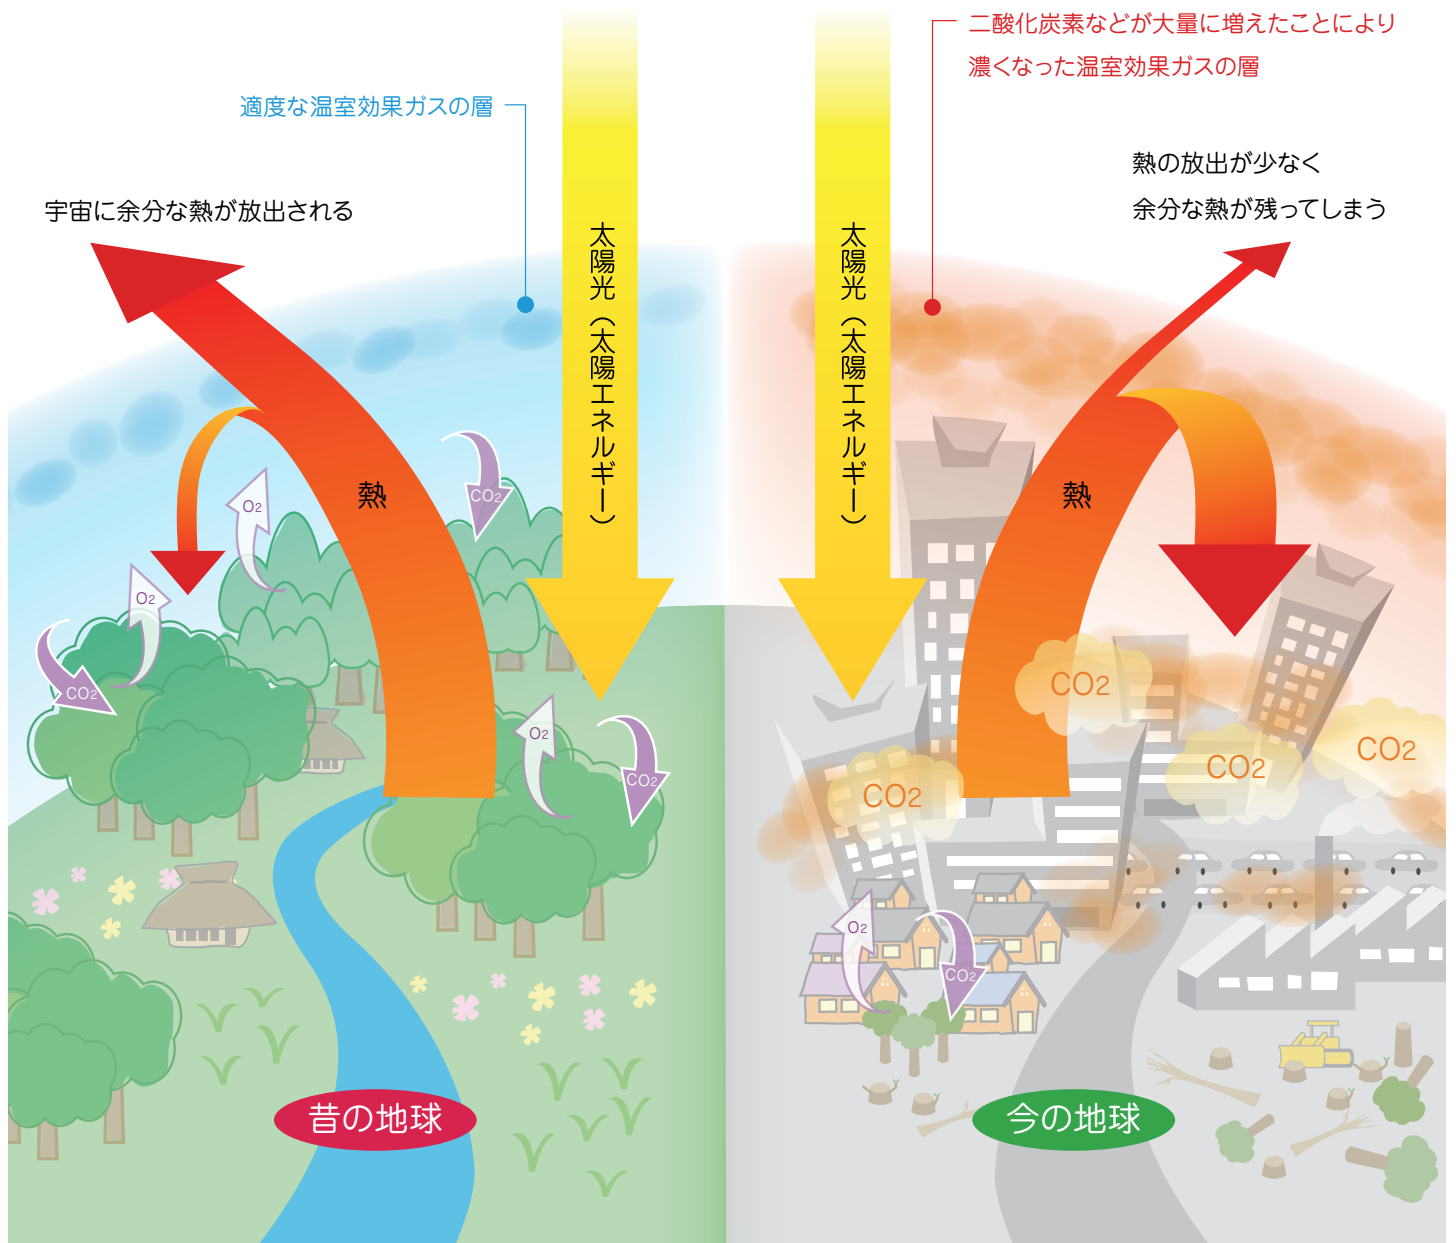 二酸化炭素などが大量に増えたことにより
濃くなった温室効果ガスの層
適度な温室効果ガスの層
熱の放出が少なく
余分な熱が残ってしまう
宇宙に余分な熱が放出される
太陽光（太陽エネルギー）
太陽光（太陽エネルギー）
熱
熱
CO2
O2
O2
CO2
CO2
O2
CO2
CO2
CO2
CO2
CO2
O2
CO2
昔の地球
今の地球